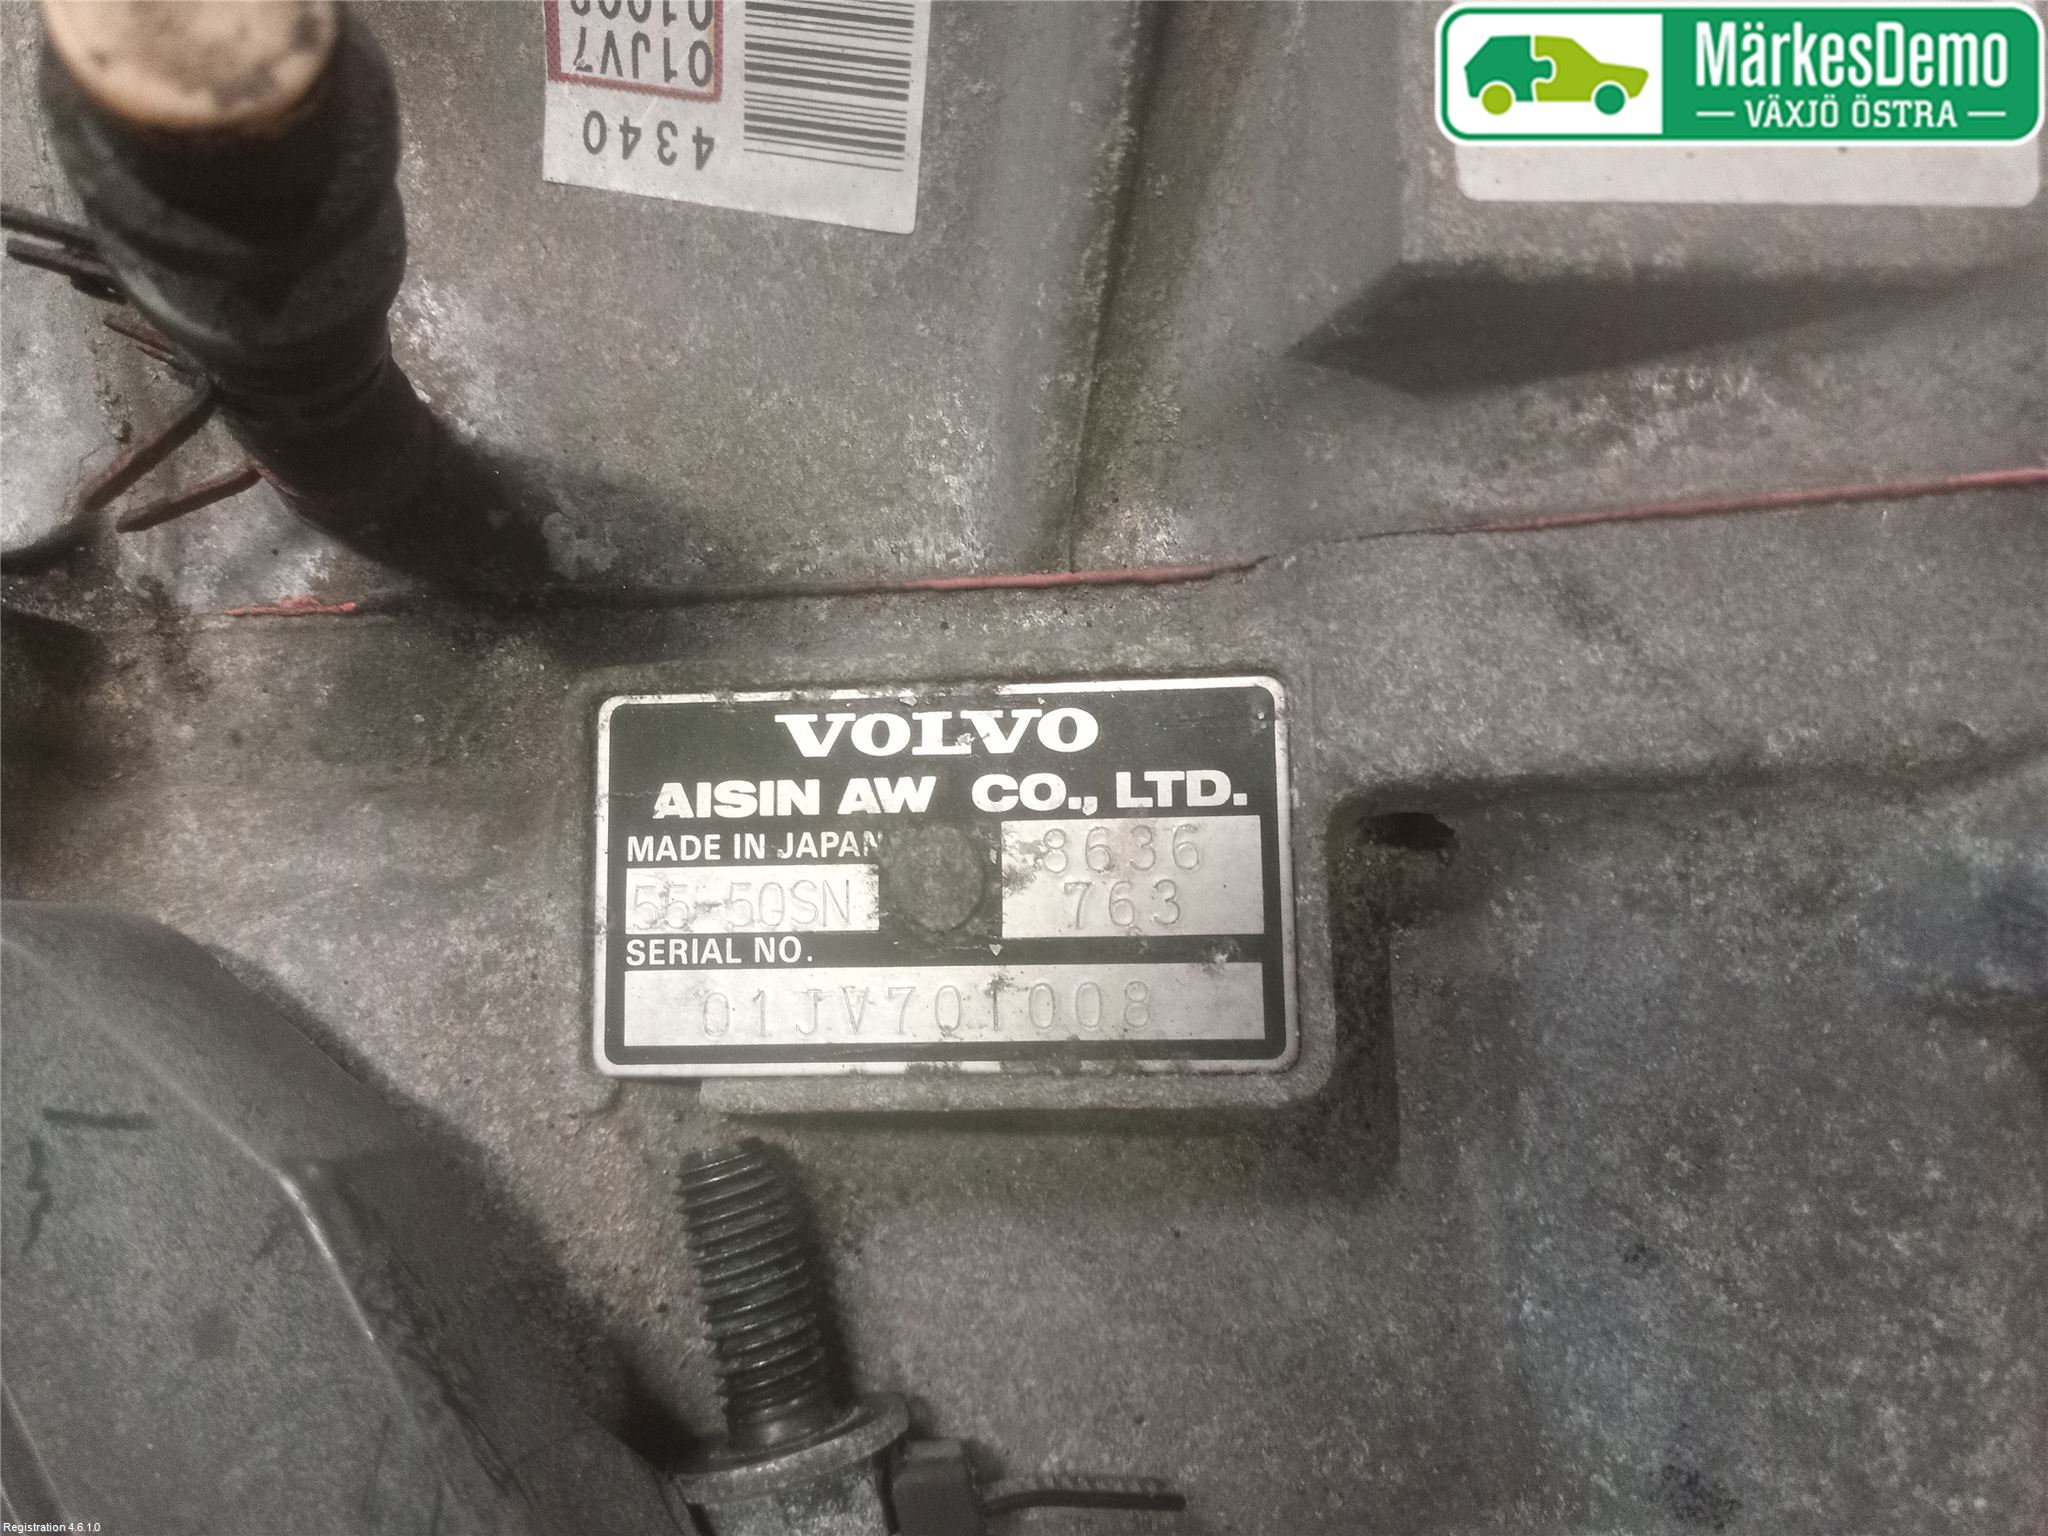 01008
01JV7
4340
MärkesDemo
VÄXJÖ ÖSTRA
VOLVO
AISIN AW CO., LTD.
MADE IN JAPAN
8636
55-50SN
763
SERIAL NO.
01JV701008
Registration 4.6.1.0